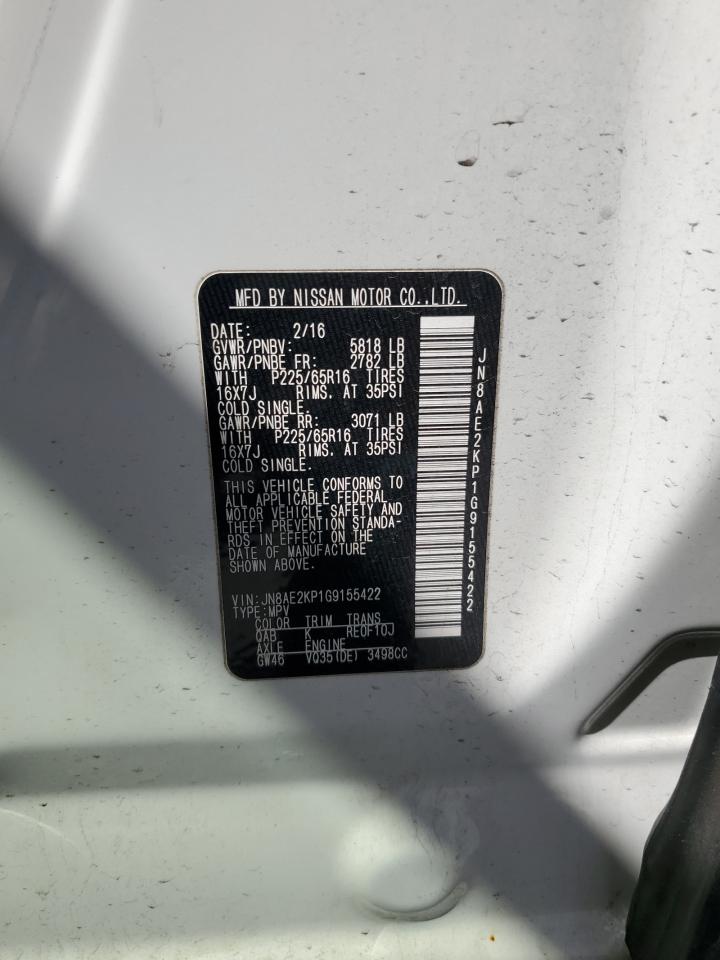 MFD BY NISSAN MOTOR CO.,LTD.
DATE: 2/16
GVWR/PNBV: 5818 LB
GAWR/PNBE FR: 2782 LB
WITH P225/65R16 TIRES
16X7J RIMS. AT 35PSI
COLD SINGLE.
GAWR/PNBE RR: 3071 LB
WITH P225/65R16 TIRES
16X7J RIMS. AT 35PSI
COLD SINGLE.
THIS VEHICLE CONFORMS TO
ALL APPLICABLE FEDERAL
MOTOR VEHICLE SAFETY AND
THEFT PREVENTION STANDA-
RDS IN EFFECT ON THE
DATE OF MANUFACTURE
SHOWN ABOVE.
VIN:JN8AE2KP1G9155422
TYPE:MPV
COLOR TRIM TRANS
QAB K RE0F10J
AXLE ENGINE
GW46 VQ35(DE) 3498CC
JN8AE2KP1G9155422